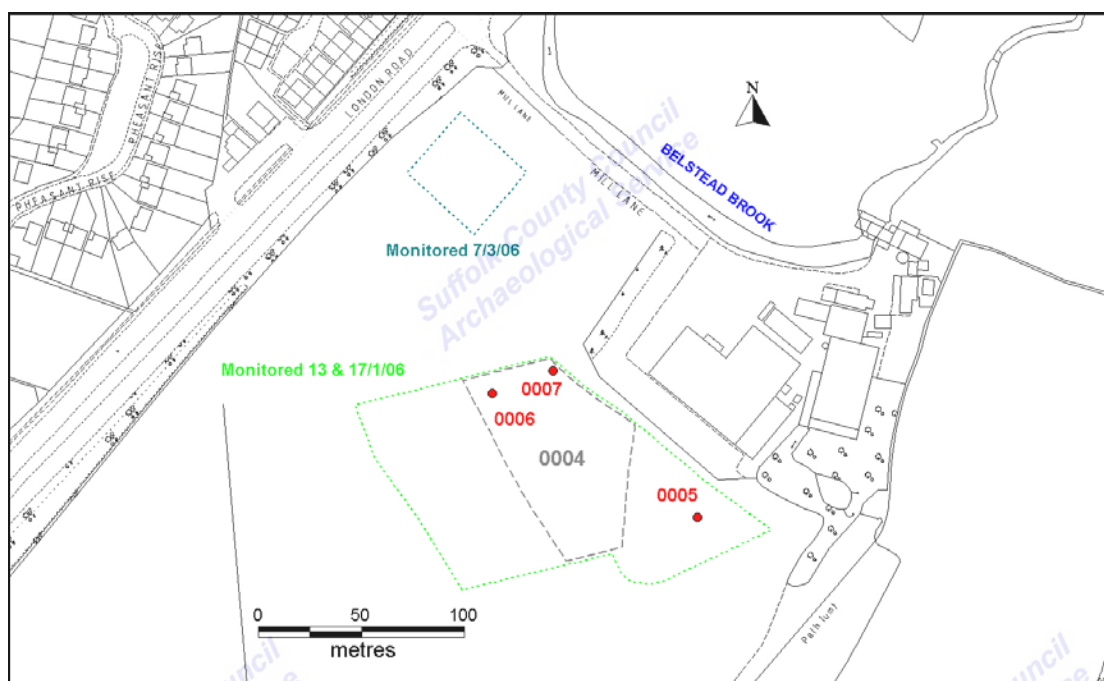 PHEASANT RISE
PHEASANT RISE
LONDON ROAD
MILL LANE
MILL LANE
N
BELSTEAD BROOK
Suffolk County Council
Archaeological Service
Monitored 7/3/06
Monitored 13 & 17/1/06
0007
0006
0004
0005
0 50 100
metres
Path (um)
Council